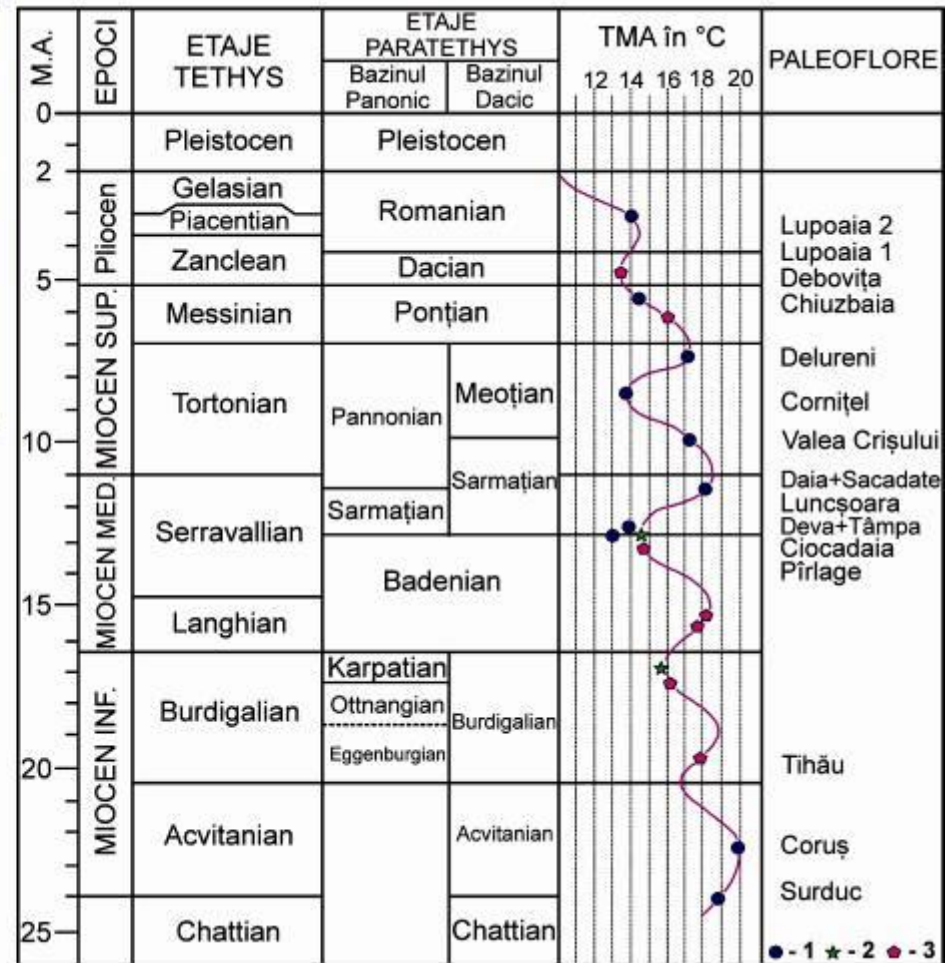 M.A.
EPOCI
ETAJE
TETHYS
ETAJE
PARATETHYS
Bazinul
Panonic
Bazinul
Dacic
TMA în °C
12 14 16 18 20
PALEOFLORE
0
2
5
10
15
20
25
Pliocen
MIOCEN SUP.
MIOCEN MED.
MIOCEN INF.
Pleistocen
Gelasian
Piacentian
Zanclean
Messinian
Tortonian
Serravallian
Langhian
Burdigalian
Acvitanian
Chattian
Pleistocen
Romanian
Dacian
Ponțian
Pannonian
Meoțian
Sarmațian
Sarmațian
Badenian
Karpatian
Ottnangian
Eggenburgian
Burdigalian
Acvitanian
Chattian
Lupoaia 2
Lupoaia 1
Debovița
Chiuzbaia
Delureni
Cornițel
Valea Crișului
Daia+Sacadate
Luncșoara
Deva+Tâmpa
Ciocadaia
Pîrlage
Tihău
Coruș
Surduc
- 1 - 2 - 3